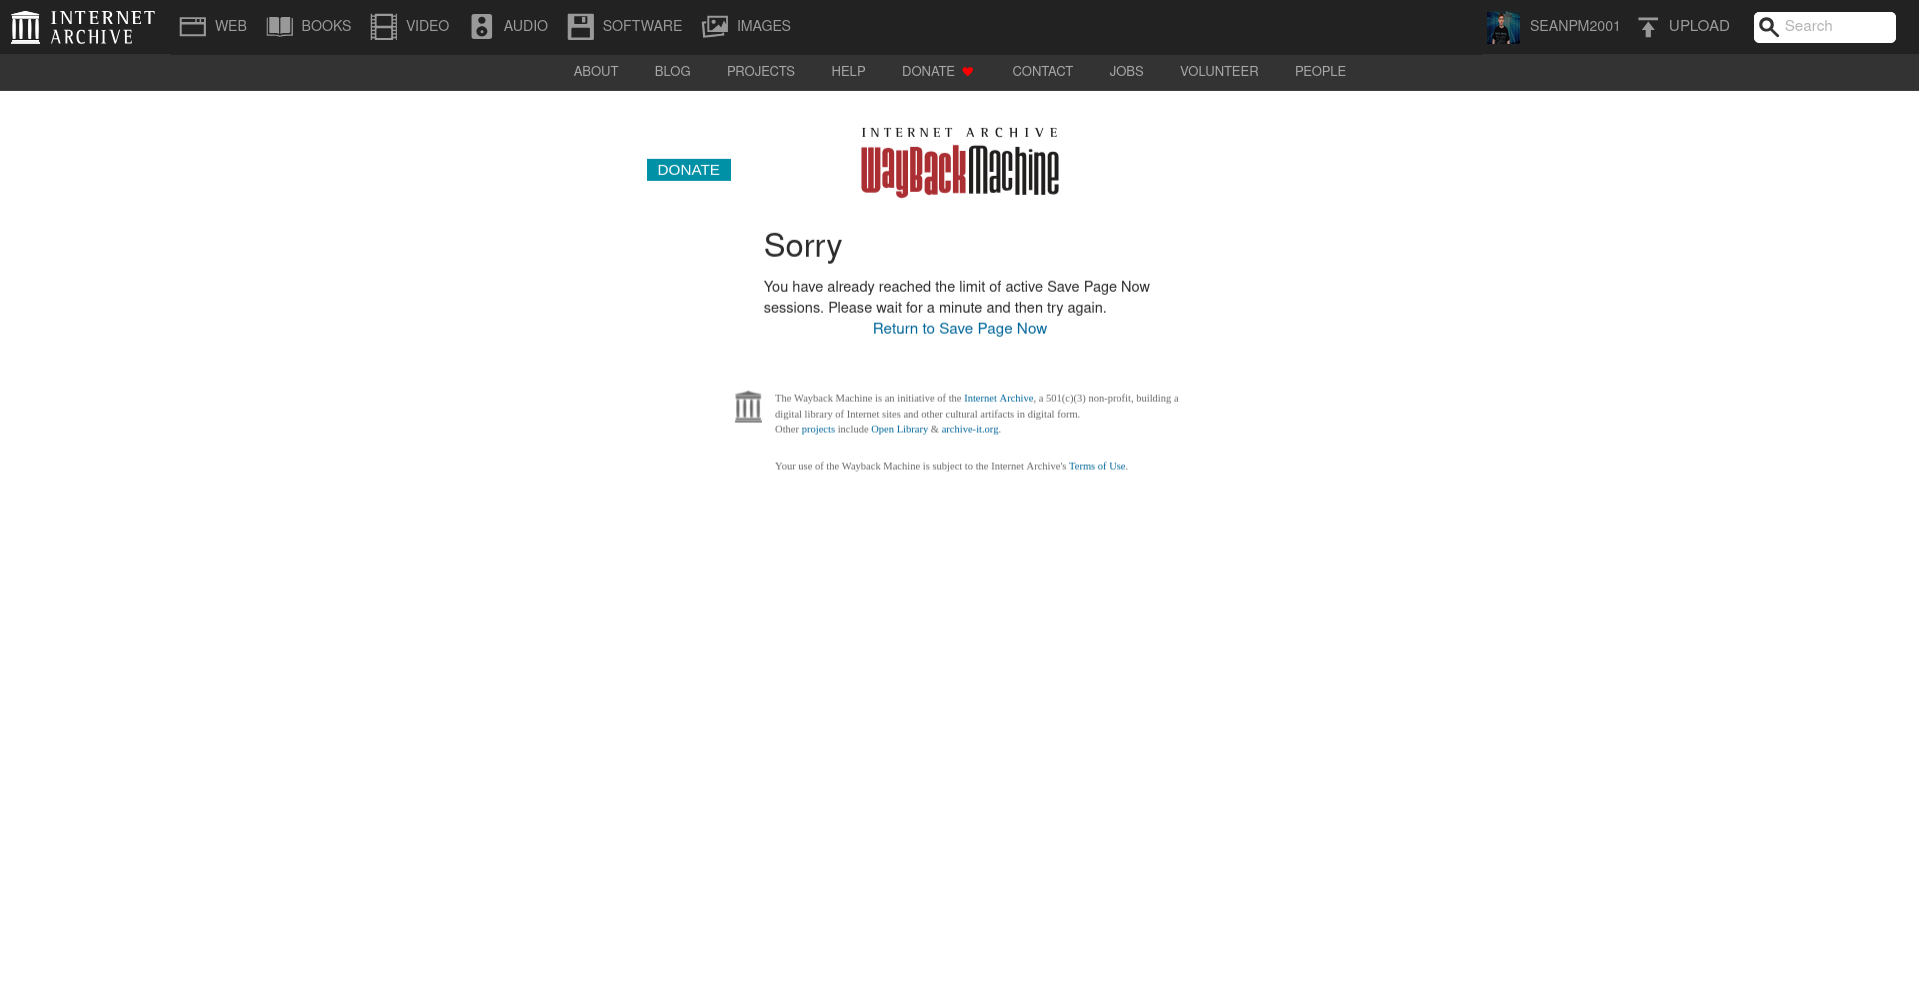 INTERNET ARCHIVE
WEB BOOKS VIDEO AUDIO SOFTWARE IMAGES SEANPM2001 UPLOAD Search
ABOUT BLOG PROJECTS HELP DONATE CONTACT JOBS VOLUNTEER PEOPLE
INTERNET ARCHIVE
WayBackMachine
DONATE
Sorry
You have already reached the limit of active Save Page Now
sessions. Please wait for a minute and then try again.
Return to Save Page Now
The Wayback Machine is an initiative of the Internet Archive, a 501(c)(3) non-profit, building a
digital library of Internet sites and other cultural artifacts in digital form.
Other projects include Open Library & archive-it.org.
Your use of the Wayback Machine is subject to the Internet Archive's Terms of Use.